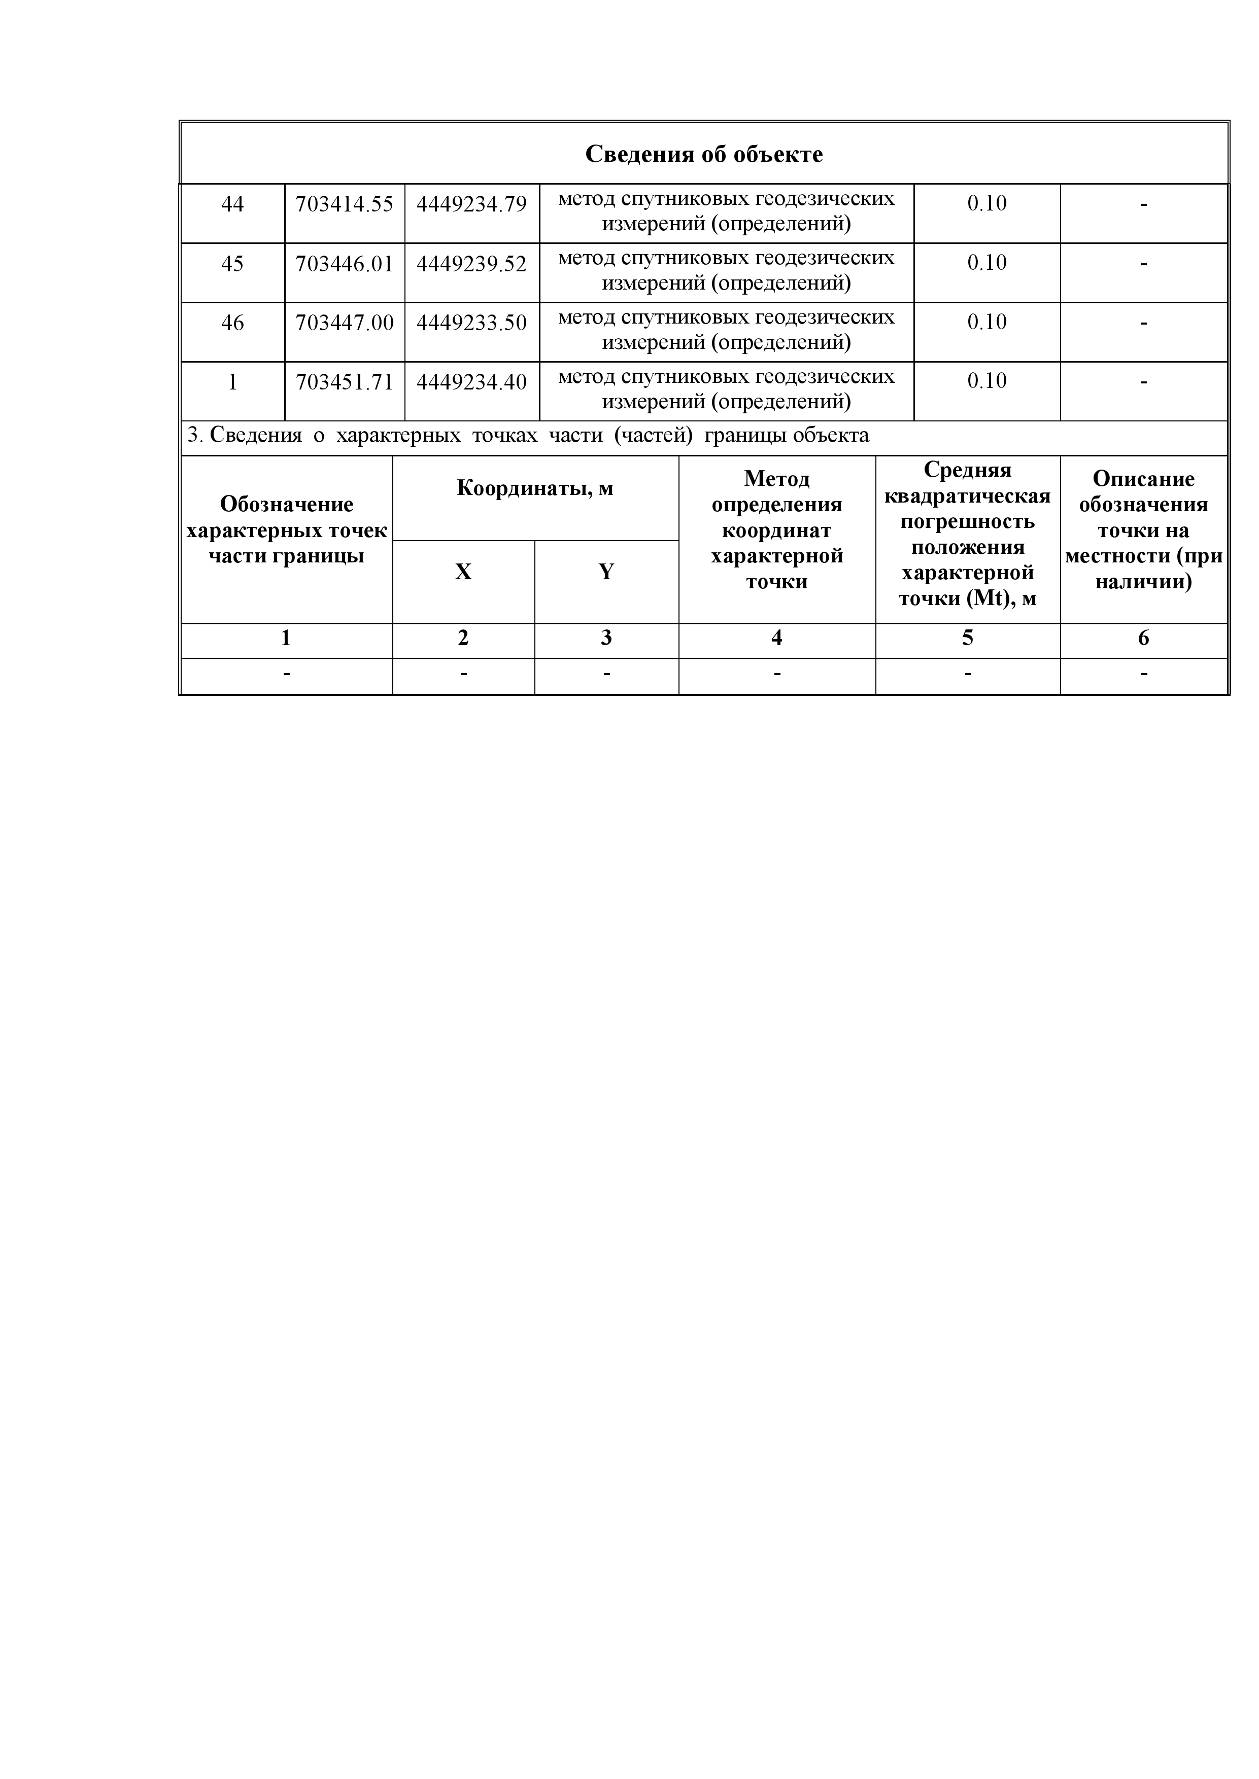 Сведения об объекте
44 703414.55 4449234.79 метод спутниковых геодезических измерений (определений) 0.10 -
45 703446.01 4449239.52 метод спутниковых геодезических измерений (определений) 0.10 -
46 703447.00 4449233.50 метод спутниковых геодезических измерений (определений) 0.10 -
1 703451.71 4449234.40 метод спутниковых геодезических измерений (определений) 0.10 -
3. Сведения о характерных точках части (частей) границы объекта
Обозначение
характерных точек
части границы
Координаты, м
X Y
Метод
определения
координат
характерной
точки
Средняя
квадратическая
погрешность
положения
характерной
точки (Mt), м
Описание
обозначения
точки на
местности (при
наличии)
1 2 3 4 5 6
- - - - - -